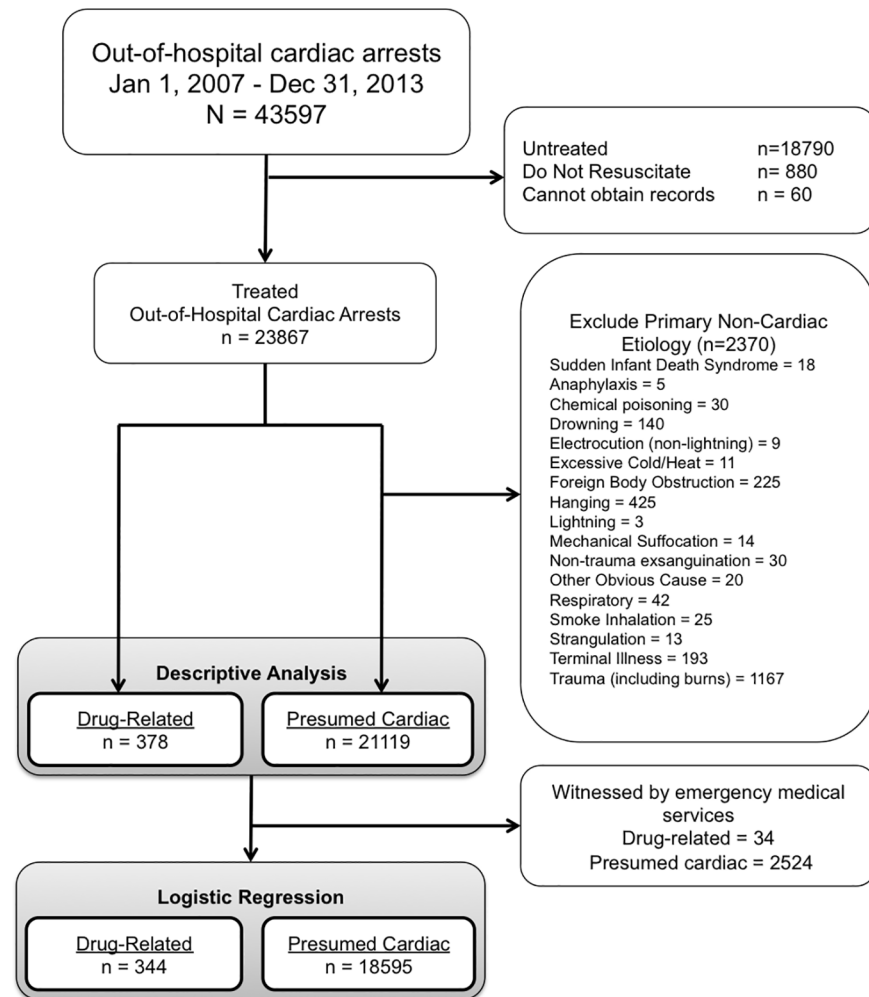 Out-of-hospital cardiac arrests
Jan 1, 2007 - Dec 31, 2013
N = 43597
Untreated n=18790
Do Not Resuscitate n= 880
Cannot obtain records n = 60
Treated
Out-of-Hospital Cardiac Arrests
n = 23867
Exclude Primary Non-Cardiac
Etiology (n=2370)
Sudden Infant Death Syndrome = 18
Anaphylaxis = 5
Chemical poisoning = 30
Drowning = 140
Electrocution (non-lightning) = 9
Excessive Cold/Heat = 11
Foreign Body Obstruction = 225
Hanging = 425
Lightning = 3
Mechanical Suffocation = 14
Non-trauma exsanguination = 30
Other Obvious Cause = 20
Respiratory = 42
Smoke Inhalation = 25
Strangulation = 13
Terminal Illness = 193
Trauma (including burns) = 1167
Descriptive Analysis
Drug-Related
n = 378
Presumed Cardiac
n = 21119
Witnessed by emergency medical
services
Drug-related = 34
Presumed cardiac = 2524
Logistic Regression
Drug-Related
n = 344
Presumed Cardiac
n = 18595